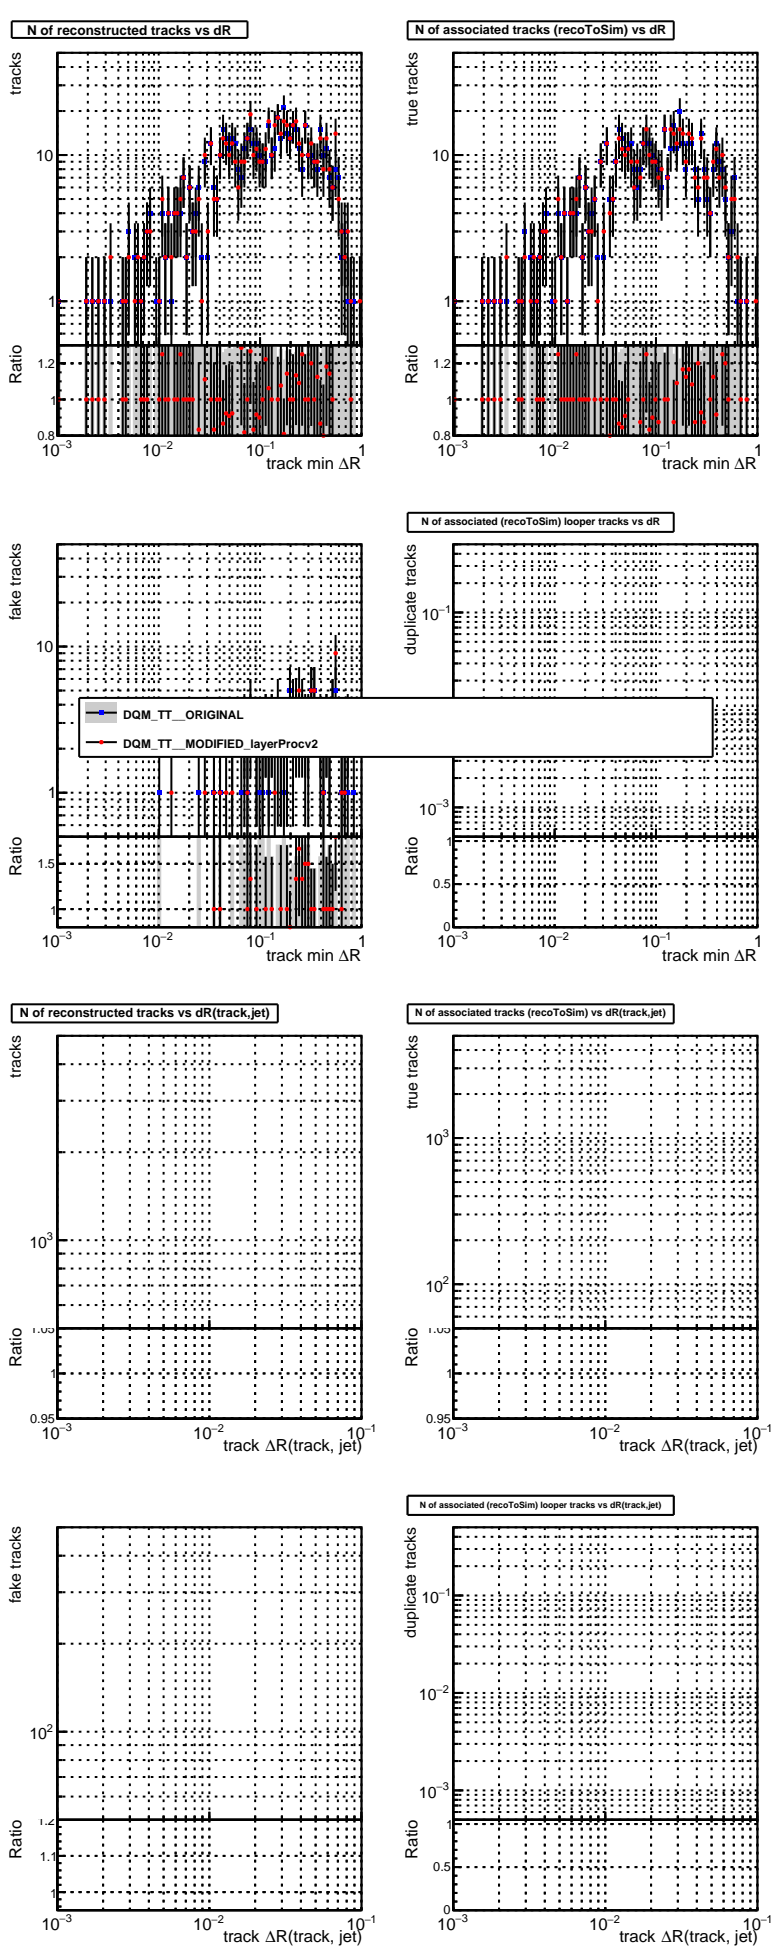 N of reconstructed tracks vs dR
tracks
10
1
Ratio
1.2
1
0.8
10⁻³ 10⁻² 10⁻¹ 1
track min ΔR
N of associated tracks (recoToSim) vs dR
true tracks
10
1
Ratio
1.2
1
0.8
10⁻³ 10⁻² 10⁻¹ 1
track min ΔR
fake tracks
10
1
Ratio
1.5
1
10⁻³ 10⁻² 10⁻¹ 1
track min ΔR
N of associated (recoToSim) looper tracks vs dR
duplicate tracks
10⁻¹
10⁻³
Ratio
1
0.5
0
10⁻³ 10⁻² 10⁻¹ 1
track min ΔR
DQM_TT__ORIGINAL
DQM_TT__MODIFIED_layerProcv2
N of reconstructed tracks vs dR(track,jet)
tracks
10³
Ratio
1.05
1
0.95
10⁻³ 10⁻² 10⁻¹
track ΔR(track, jet)
N of associated tracks (recoToSim) vs dR(track,jet)
true tracks
10³
10²
Ratio
1.05
1
0.95
10⁻³ 10⁻² 10⁻¹
track ΔR(track, jet)
fake tracks
10²
Ratio
1.2
1.1
1
10⁻³ 10⁻² 10⁻¹
track ΔR(track, jet)
N of associated (recoToSim) looper tracks vs dR(track,jet)
duplicate tracks
10⁻¹
10⁻²
10⁻³
Ratio
1
0.5
0
10⁻³ 10⁻² 10⁻¹
track ΔR(track, jet)